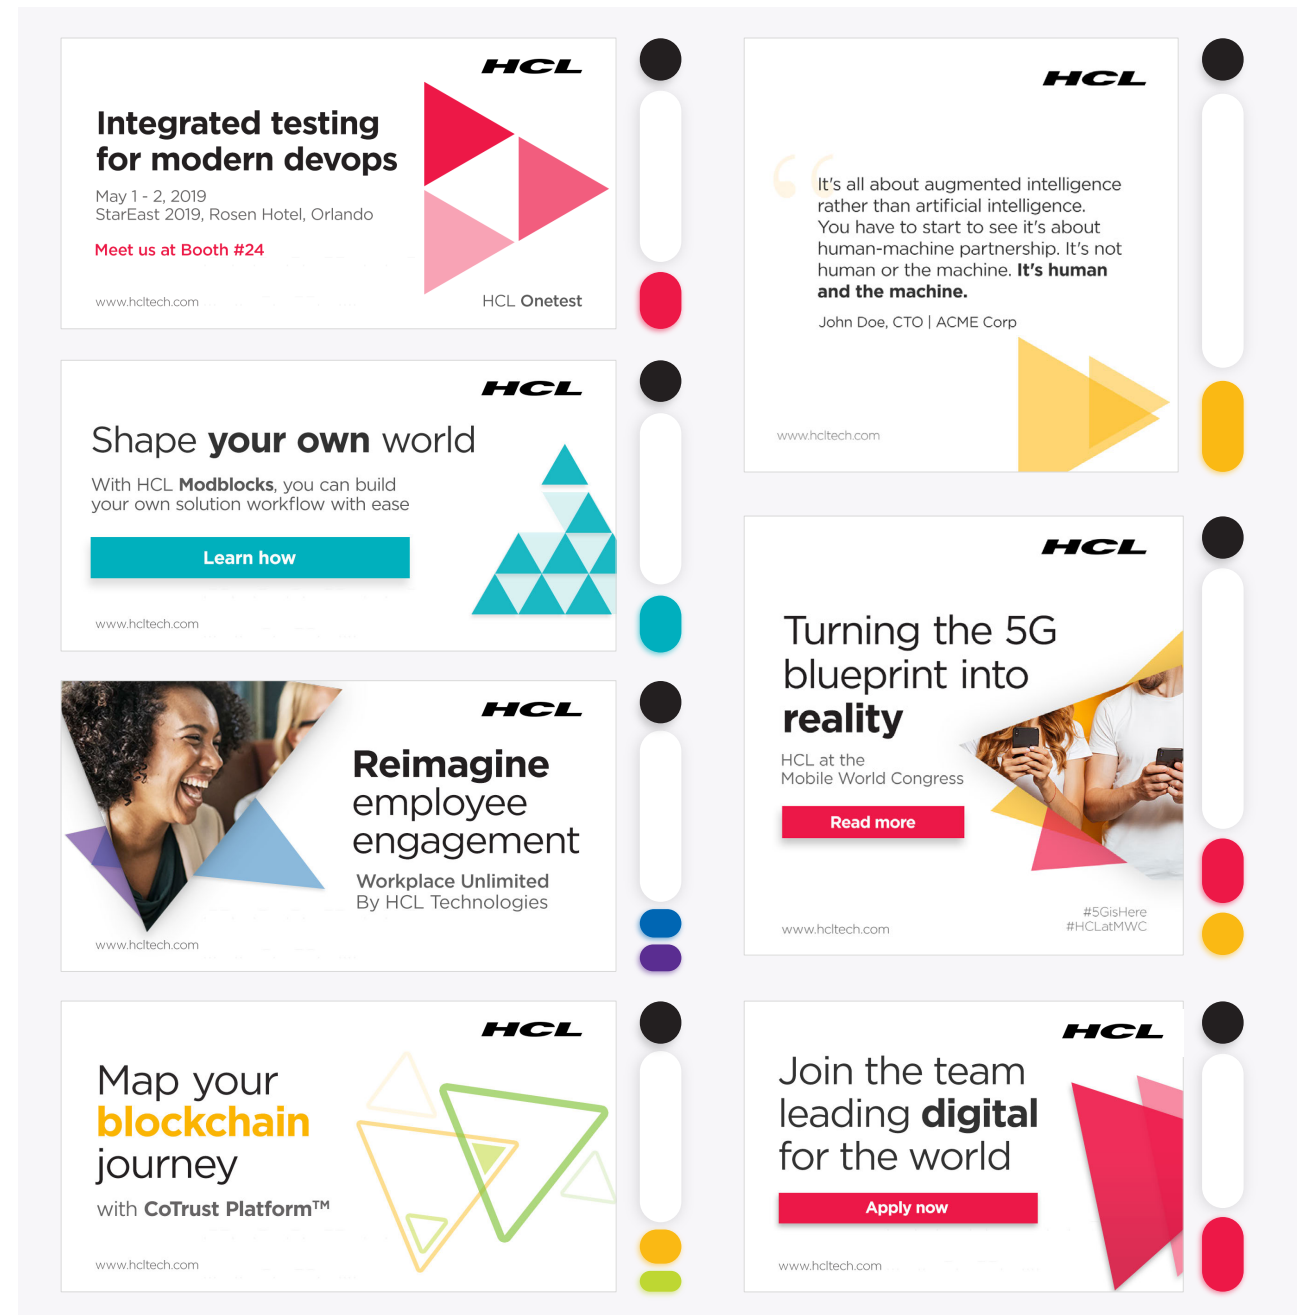 HCL
Integrated testing
for modern devops
May 1 - 2, 2019
StarEast 2019, Rosen Hotel, Orlando
Meet us at Booth #24
www.hcltech.com
HCL Onetest
HCL
Shape your own world
With HCL Modblocks, you can build
your own solution workflow with ease
Learn how
www.hcltech.com
HCL
Reimagine
employee
engagement
Workplace Unlimited
By HCL Technologies
www.hcltech.com
HCL
Map your
blockchain
journey
with CoTrust Platform™
www.hcltech.com
HCL
“
It's all about augmented intelligence
rather than artificial intelligence.
You have to start to see it's about
human-machine partnership. It's not
human or the machine. It's human
and the machine.
John Doe, CTO | ACME Corp
www.hcltech.com
HCL
Turning the 5G
blueprint into
reality
HCL at the
Mobile World Congress
Read more
#5GisHere
#HCLatMWC
www.hcltech.com
HCL
Join the team
leading digital
for the world
Apply now
www.hcltech.com